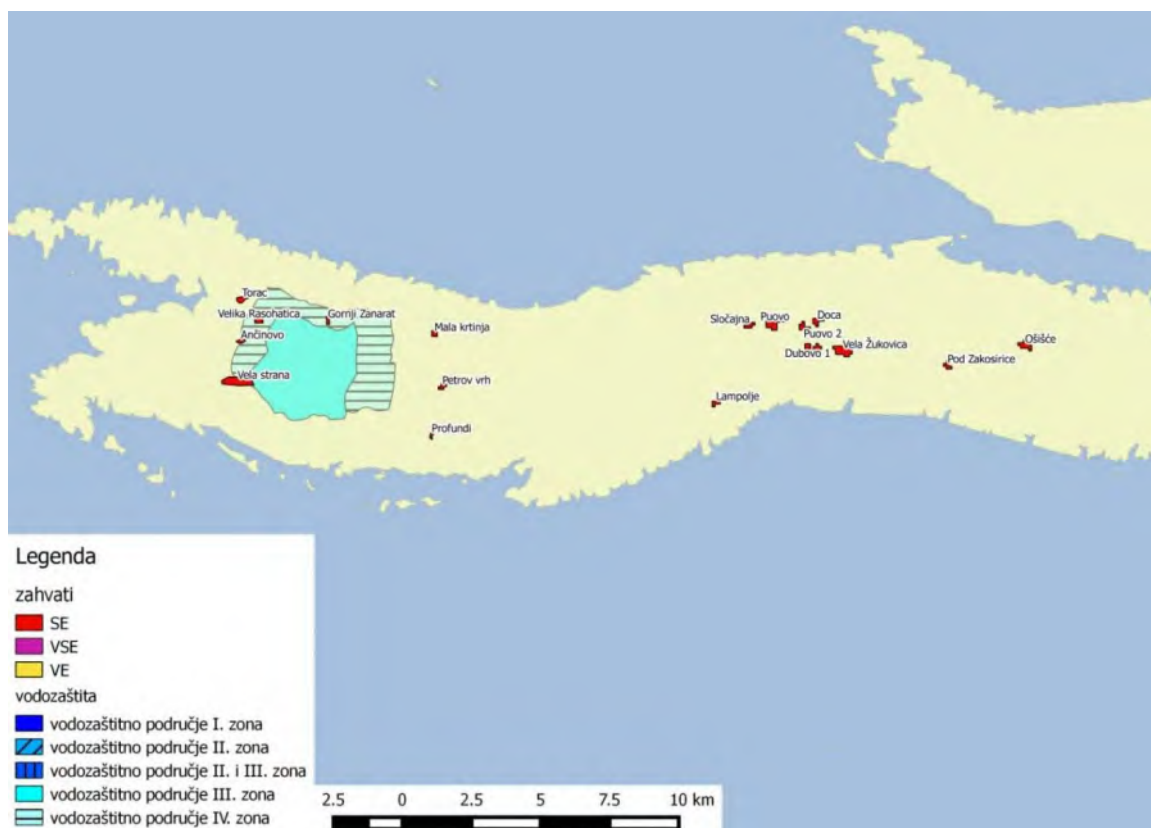 Torac
Velika Rasohatica
Gornji Zanarat
Ančinovo
Vela strana
Mala krtinja
Petrov vrh
Profundi
Sločajna
Puovo
Doca
Puovo 2
Dubovo 1
Vela Žukovica
Ošišće
Pod Zakosirice
Lampolje
Legenda
zahvati
SE
VSE
VE
vodozaštita
vodozaštitno područje I. zona
vodozaštitno područje II. zona
vodozaštitno područje II. i III. zona
vodozaštitno područje III. zona
vodozaštitno područje IV. zona
2.5 0 2.5 5 7.5 10 km